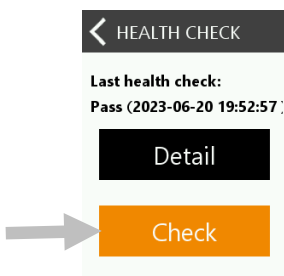 HEALTH CHECK
Last health check:
Pass (2023-06-20 19:52:57 )
Detail
Check